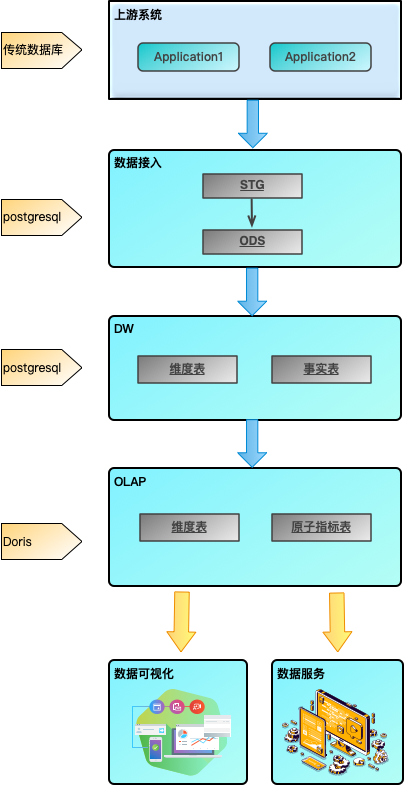 上游系统
传统数据库
Application1
Application2
数据接入
postgresql
STG
ODS
DW
postgresql
维度表
事实表
OLAP
Doris
维度表
原子指标表
数据可视化
数据服务